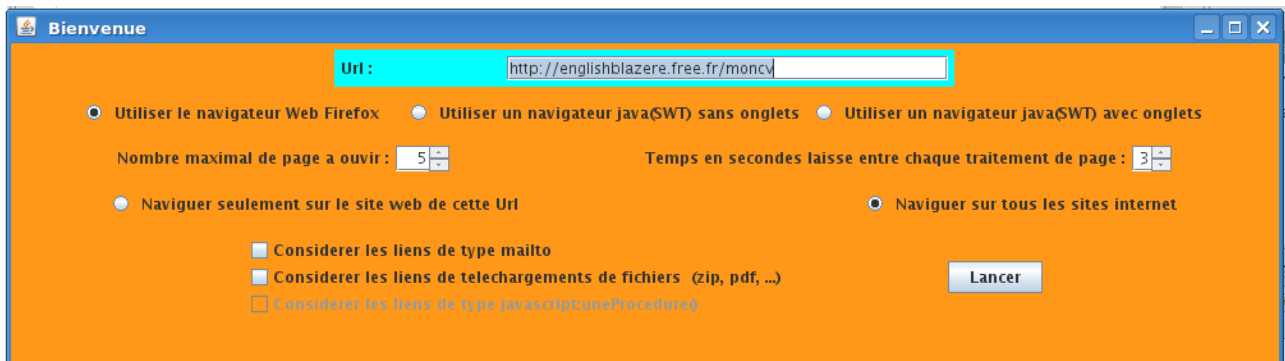 Bienvenue
Url : http://englishblazere.free.fr/moncv
Utiliser le navigateur Web Firefox Utiliser un navigateur java(SWT) sans onglets Utiliser un navigateur java(SWT) avec onglets
Nombre maximal de page a ouvir : 5 Temps en secondes laisse entre chaque traitement de page : 3
Naviguer seulement sur le site web de cette Url Naviguer sur tous les sites internet
Considerer les liens de type mailto
Considerer les liens de telechargements de fichiers (zip, pdf, ...) Lancer
Considerer les liens de type javascript:uneProcedure()